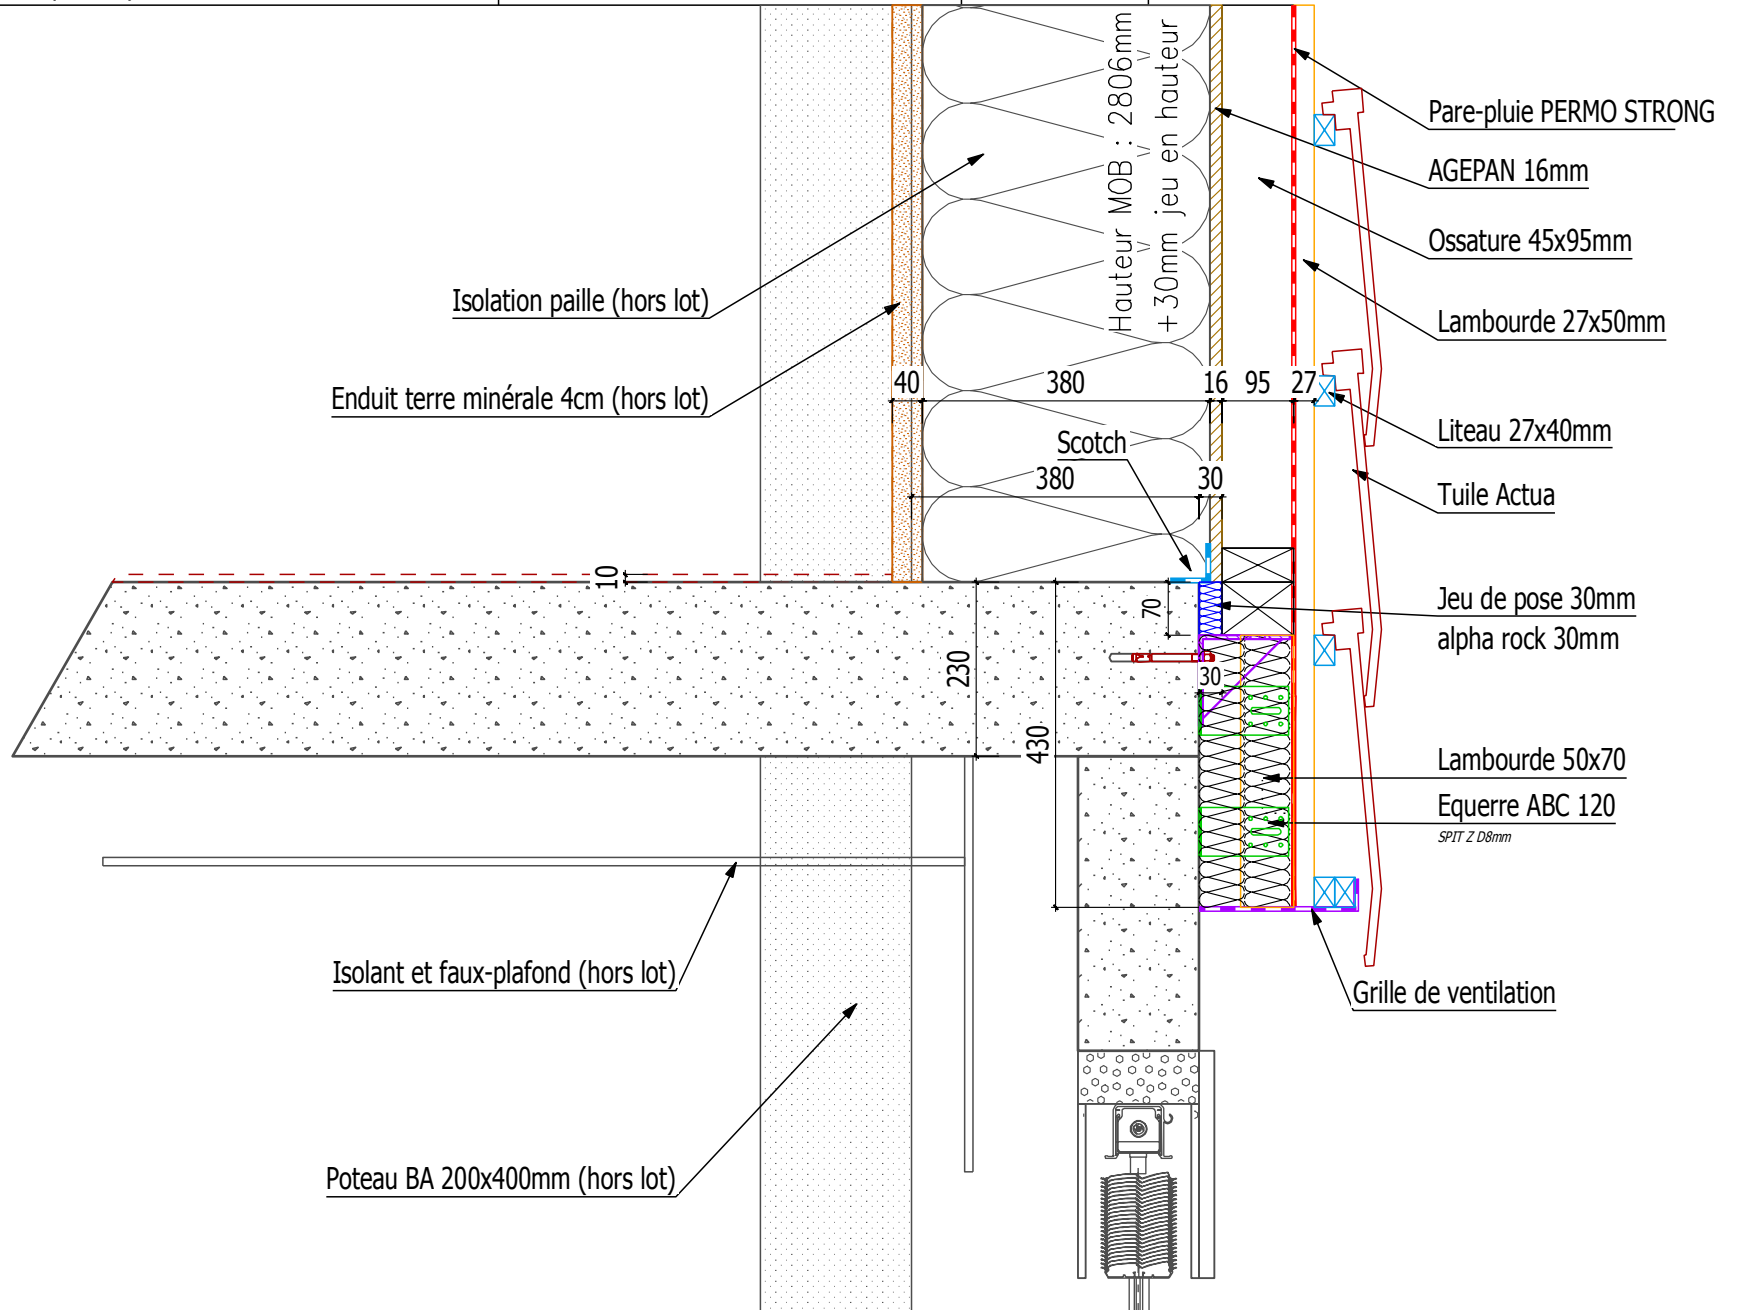 Hauteur MOB : 2806mm
+30mm jeu en hauteur
Pare-pluie PERMO STRONG
AGEPAN 16mm
Ossature 45x95mm
Isolation paille (hors lot)
Lambourde 27x50mm
Enduit terre minérale 4cm (hors lot)
40
380
16
95
27
Liteau 27x40mm
Scotch
380
30
Tuile Actua
10
70
Jeu de pose 30mm
alpha rock 30mm
230
30
430
Lambourde 50x70
Equerre ABC 120
SPIT Z D8mm
Isolant et faux-plafond (hors lot)
Grille de ventilation
Poteau BA 200x400mm (hors lot)